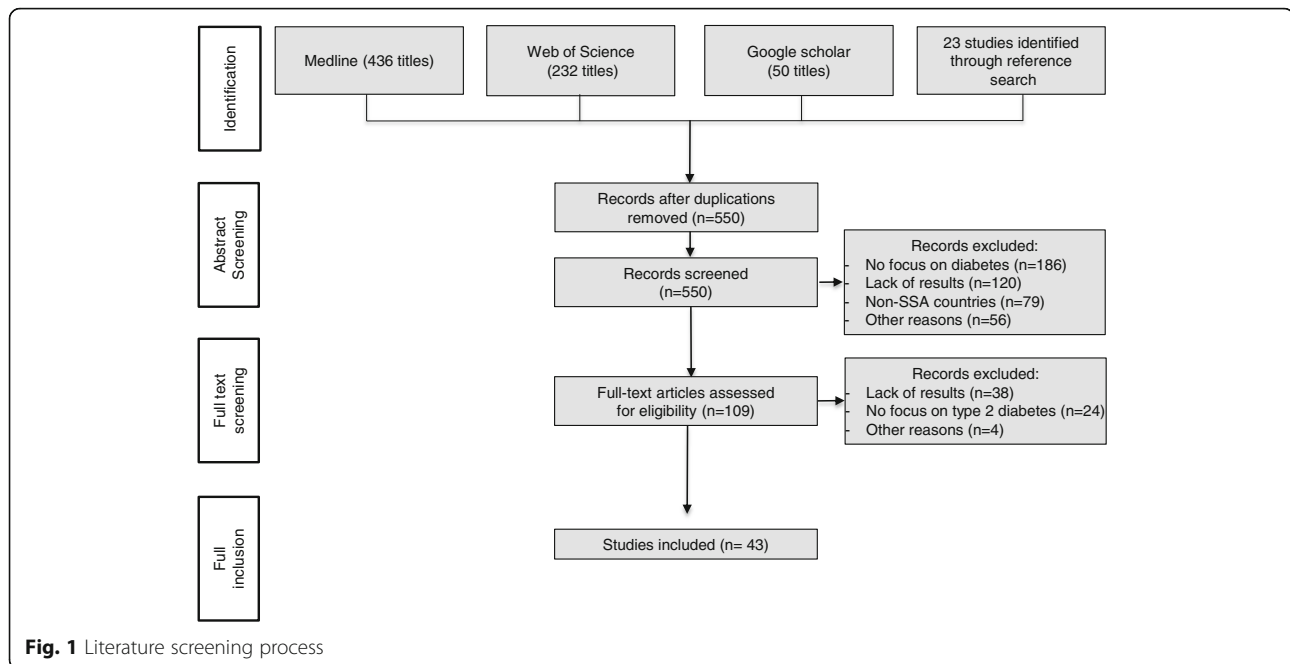 Identification
Medline (436 titles)
Web of Science
(232 titles)
Google scholar
(50 titles)
23 studies identified
through reference
search
Abstract
Screening
Records after duplications
removed (n=550)
Records screened
(n=550)
Records excluded:
- No focus on diabetes (n=186)
- Lack of results (n=120)
- Non-SSA countries (n=79)
- Other reasons (n=56)
Full text
screening
Full-text articles assessed
for eligibility (n=109)
Records excluded:
- Lack of results (n=38)
- No focus on type 2 diabetes (n=24)
- Other reasons (n=4)
Full
inclusion
Studies included (n= 43)
Fig. 1 Literature screening process